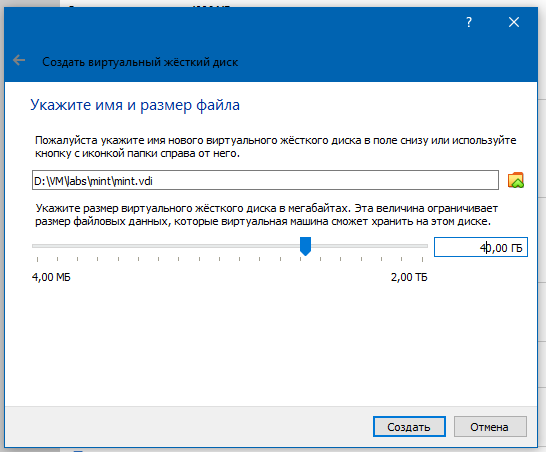 ?
Создать виртуальный жёсткий диск
Укажите имя и размер файла
Пожалуйста укажите имя нового виртуального жёсткого диска в поле снизу или используйте
кнопку с иконкой папки справа от него.
D:\VM\labs\mint\mint.vdi
Укажите размер виртуального жёсткого диска в мегабайтах. Эта величина ограничивает
размер файловых данных, которые виртуальная машина сможет хранить на этом диске.
40,00 ГБ
4,00 МБ 2,00 ТБ
Создать Отмена